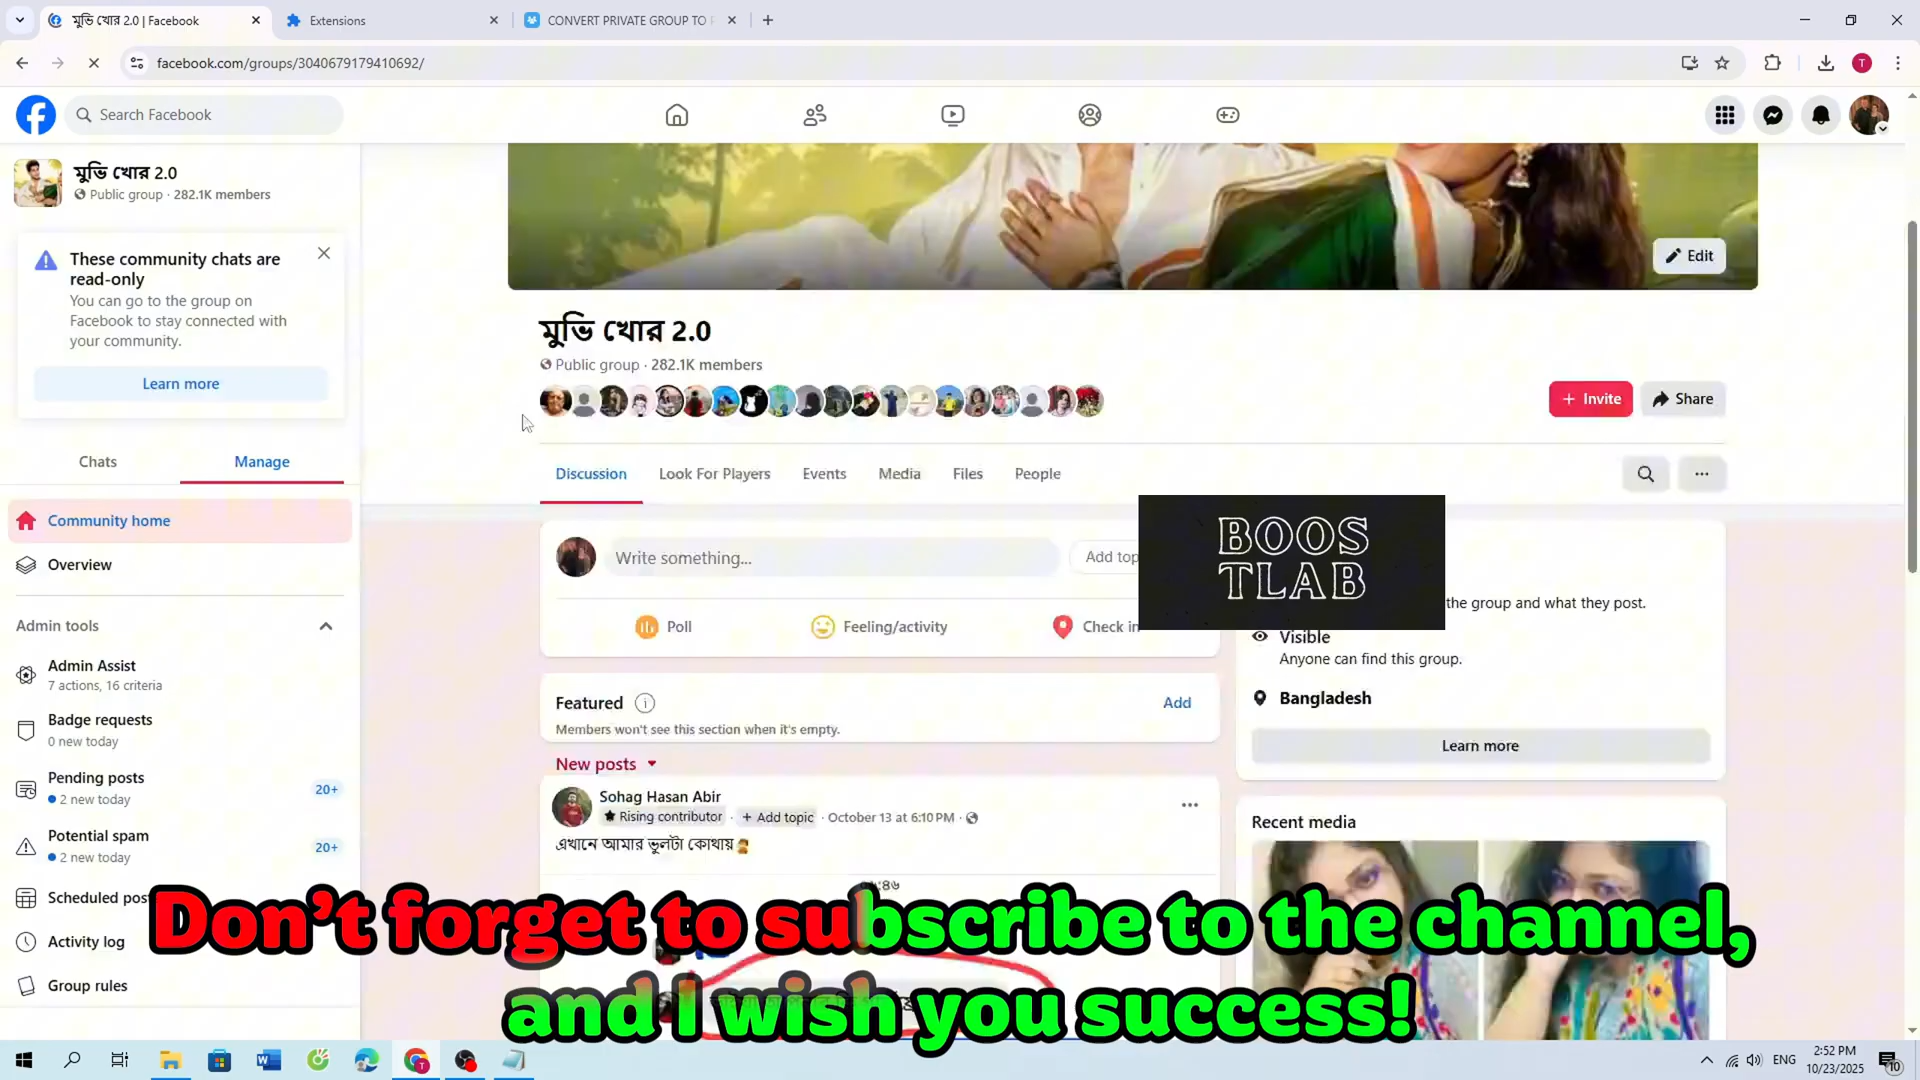 মুভি খোর 2.0 | Facebook
Extensions
CONVERT PRIVATE GROUP TO
facebook.com/groups/3040679179410692/
T
Search Facebook
মুভি খোর 2.0
Public group · 282.1K members
These community chats are
read-only
You can go to the group on
Facebook to stay connected with
your community.
Learn more
Chats
Manage
Community home
Overview
Admin tools
Admin Assist
7 actions, 16 criteria
Badge requests
0 new today
Pending posts
2 new today
20+
Potential spam
2 new today
20+
Scheduled post
Activity log
Group rules
Edit
মুভি খোর 2.0
Public group · 282.1K members
+ Invite
Share
Discussion
Look For Players
Events
Media
Files
People
Write something...
Add top
Poll
Feeling/activity
Check in
BOOS
TLAB
the group and what they post.
Visible
Anyone can find this group.
Bangladesh
Learn more
Featured
Add
Members won't see this section when it's empty.
New posts
Sohag Hasan Abir
Rising contributor · + Add topic · October 13 at 6:10 PM ·
এখানে আমার ভুলটা কোথায়
Recent media
Don't forget to subscribe to the channel,
and I wish you success!
ENG
2:52 PM
10/23/2025
10